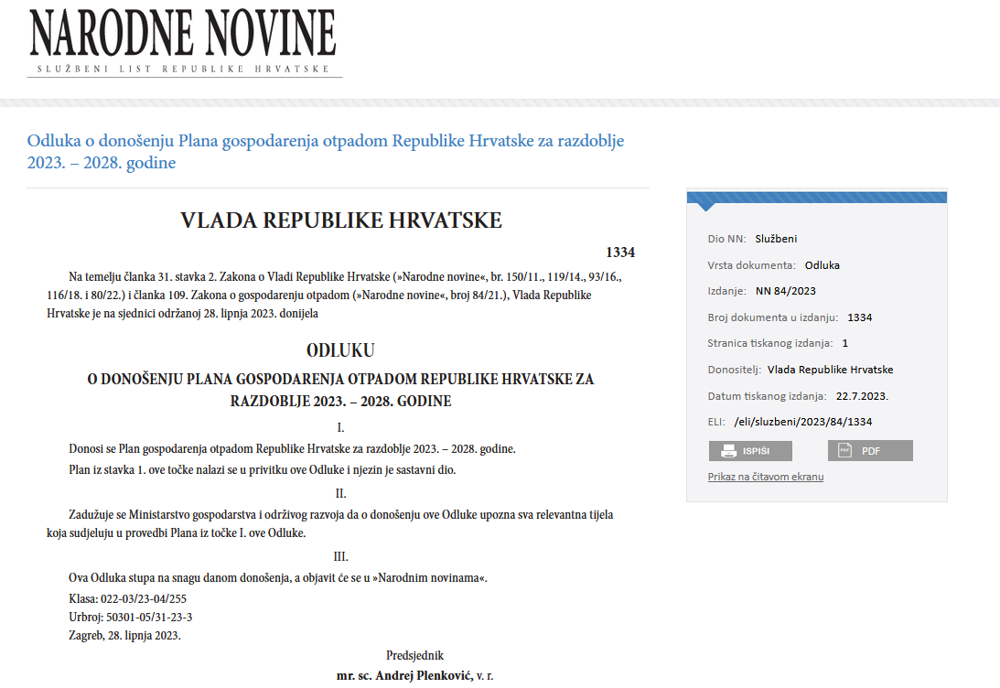 NARODNE NOVINE
SLUŽBENI LIST REPUBLIKE HRVATSKE
Odluka o donošenju Plana gospodarenja otpadom Republike Hrvatske za razdoblje
2023. – 2028. godine
VLADA REPUBLIKE HRVATSKE
1334
Na temelju članka 31. stavka 2. Zakona o Vladi Republike Hrvatske (»Narodne novine«, br. 150/11., 119/14., 93/16.,
116/18. i 80/22.) i članka 109. Zakona o gospodarenju otpadom (»Narodne novine«, broj 84/21.), Vlada Republike
Hrvatske je na sjednici održanoj 28. lipnja 2023. donijela
ODLUKU
O DONOŠENJU PLANA GOSPODARENJA OTPADOM REPUBLIKE HRVATSKE ZA
RAZDOBLJE 2023. – 2028. GODINE
I.
Donosi se Plan gospodarenja otpadom Republike Hrvatske za razdoblje 2023. – 2028. godine.
Plan iz stavka 1. ove točke nalazi se u privitku ove Odluke i njezin je sastavni dio.
II.
Zadužuje se Ministarstvo gospodarstva i održivog razvoja da o donošenju ove Odluke upozna sva relevantna tijela
koja sudjeluju u provedbi Plana iz točke I. ove Odluke.
III.
Ova Odluka stupa na snagu danom donošenja, a objavit će se u »Narodnim novinama«.
Klasa: 022-03/23-04/255
Urbroj: 50301-05/31-23-3
Zagreb, 28. lipnja 2023.
Predsjednik
mr. sc. Andrej Plenković, v. r.
Dio NN: Službeni
Vrsta dokumenta: Odluka
Izdanje: NN 84/2023
Broj dokumenta u izdanju: 1334
Stranica tiskanog izdanja: 1
Donositelj: Vlada Republike Hrvatske
Datum tiskanog izdanja: 22.7.2023.
ELI: /eli/sluzbeni/2023/84/1334
ISPIŠI
PDF PDF
Prikaz na čitavom ekranu